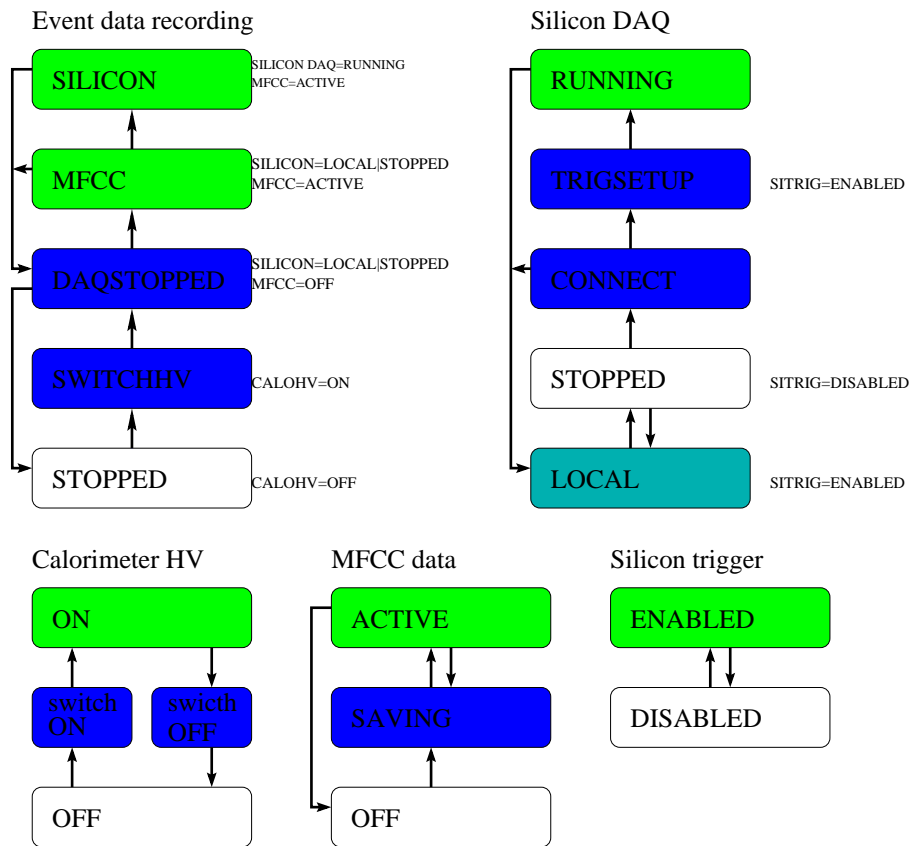 Event data recording
SILICON
SILICON DAQ=RUNNING
MFCC=ACTIVE
MFCC
SILICON=LOCAL|STOPPED
MFCC=ACTIVE
DAQSTOPPED
SILICON=LOCAL|STOPPED
MFCC=OFF
SWITCHHV
CALOHV=ON
STOPPED
CALOHV=OFF
Silicon DAQ
RUNNING
TRIGSETUP
SITRIG=ENABLED
CONNECT
STOPPED
SITRIG=DISABLED
LOCAL
SITRIG=ENABLED
Calorimeter HV
ON
switch
ON
swicth
OFF
OFF
MFCC data
ACTIVE
SAVING
OFF
Silicon trigger
ENABLED
DISABLED